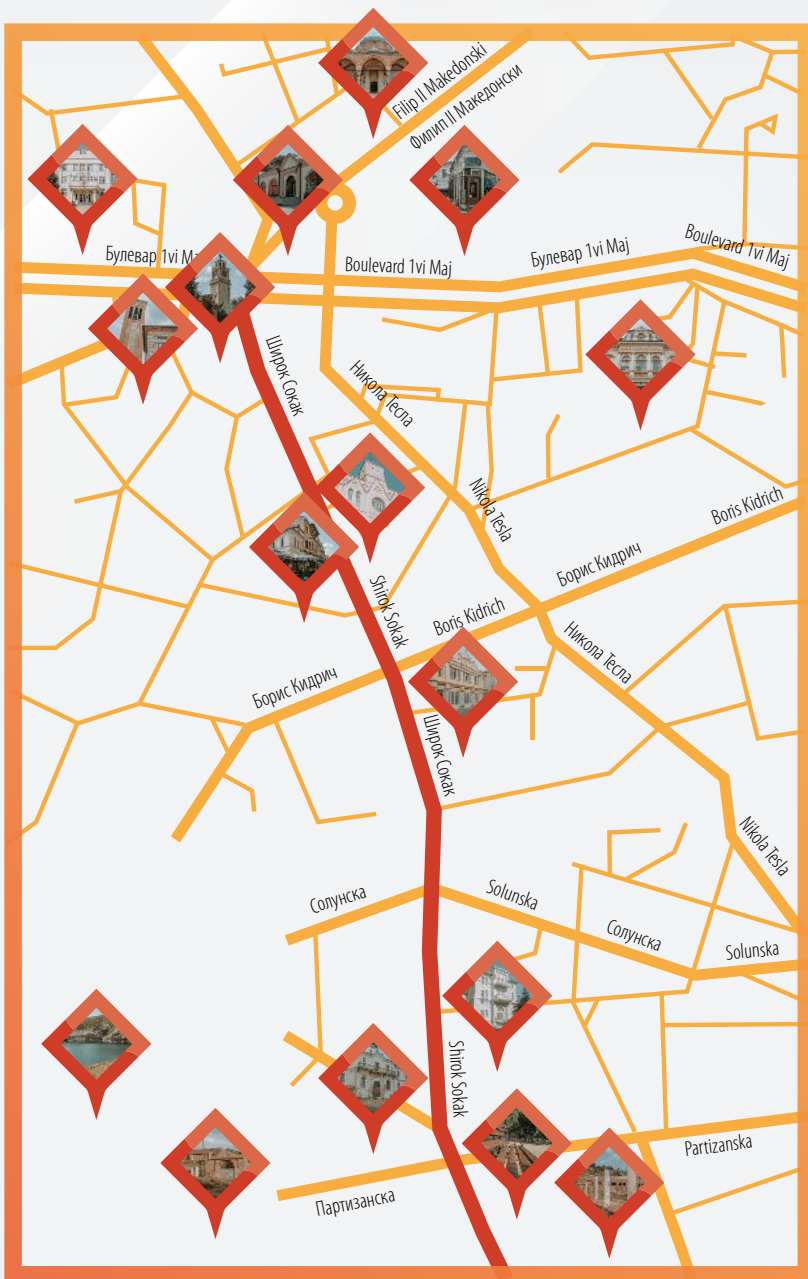 Filip II Makedonski
Филип II Македонски
Булевар 1vi Ma
Boulevard 1vi Maj
Булевар 1vi Maj
Boulevard 1vi Maj
Широк Сокак
Никола Тесла
Nikola Tesla
Boris Kidrich
Борис Кидрич
Shirok Sokak
Boris Kidrich
Никола Тесла
Борис Кидрич
Широк Сокак
Nikola Tesla
Солунска
Solunska
Солунска
Solunska
Shirok Sokak
Partizanska
Партизанска